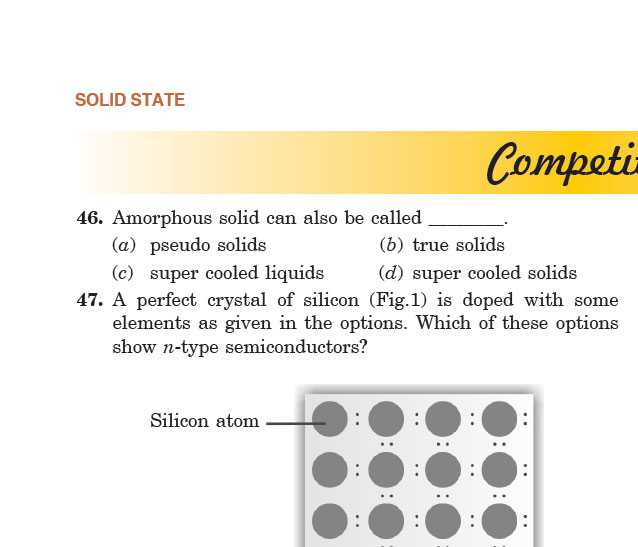 SOLID STATE
46. Amorphous solid can also be called ________.
(a) pseudo solids (b) true solids
(c) super cooled liquids (d) super cooled solids
47. A perfect crystal of silicon (Fig.1) is doped with some
elements as given in the options. Which of these options
show n-type semiconductors?
Silicon atom